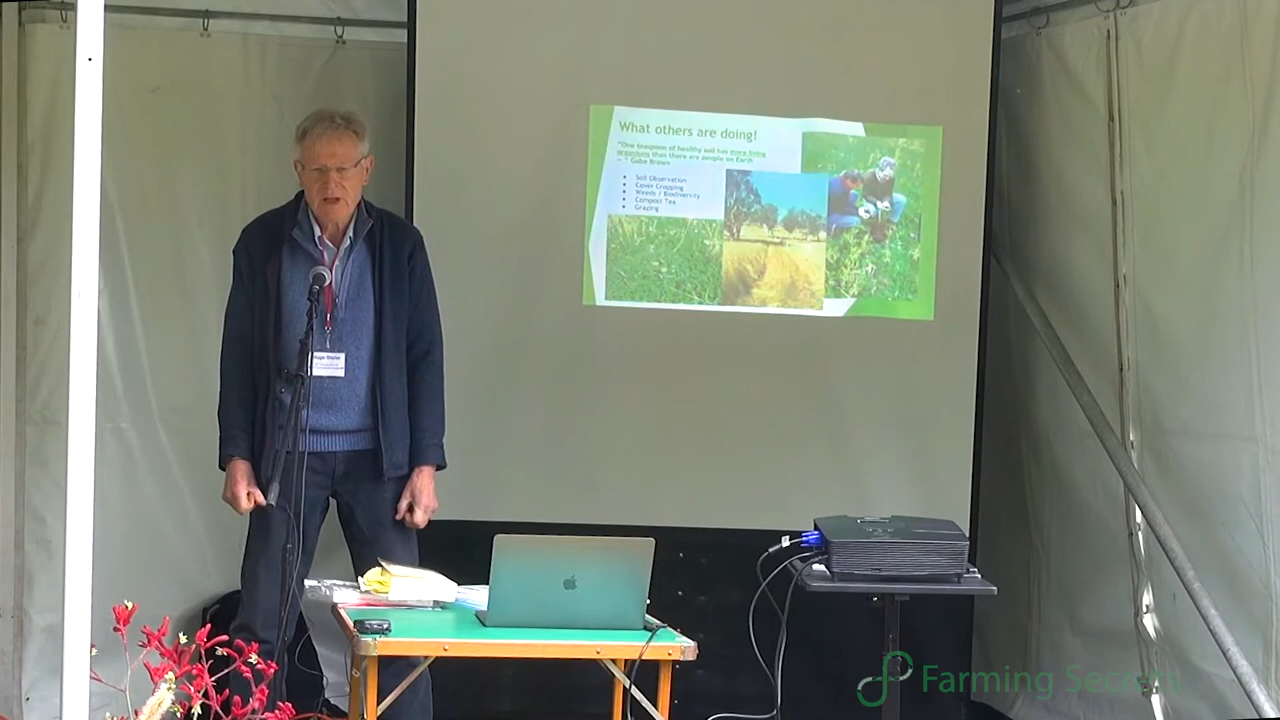 What others are doing!
"One teaspoon of healthy soil has more living
organisms than there are people on Earth
~ " Gabe Brown
• Soil Observation
• Cover Cropping
• Weeds / Biodiversity
• Compost Tea
• Grazing
Farming Secrets